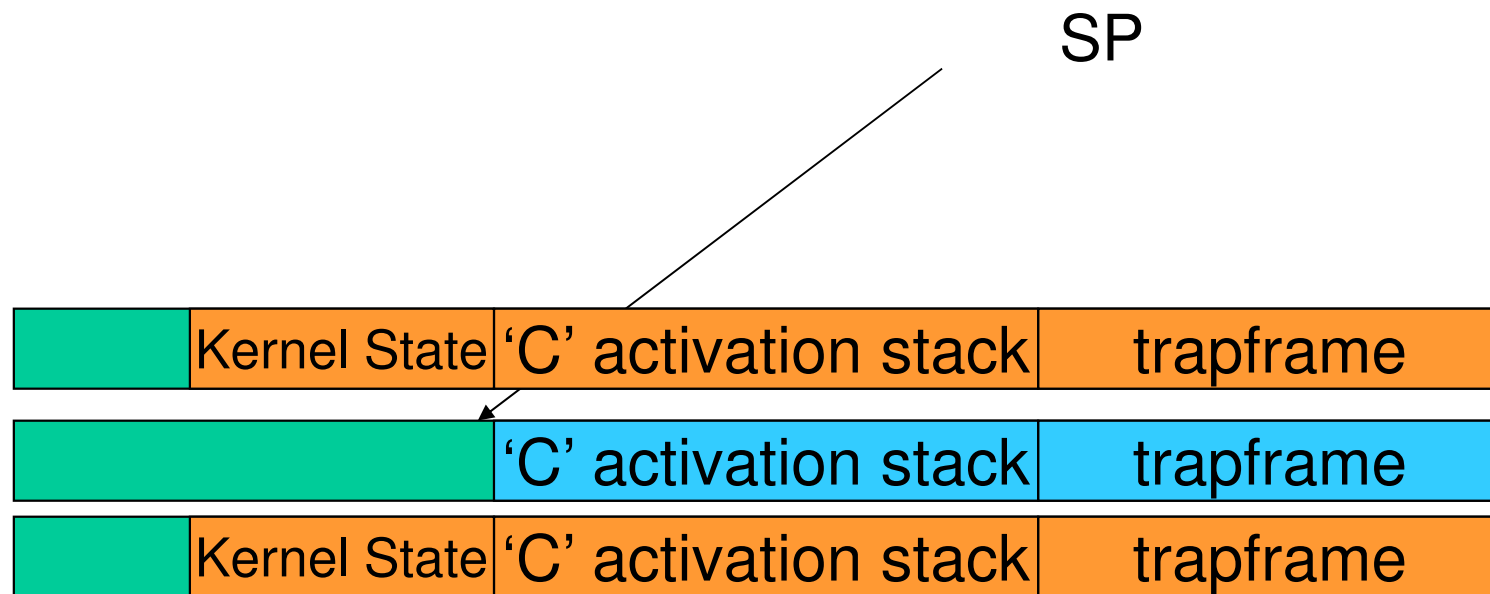 SP
Kernel State ‘C’ activation stack trapframe
‘C’ activation stack trapframe
Kernel State ‘C’ activation stack trapframe